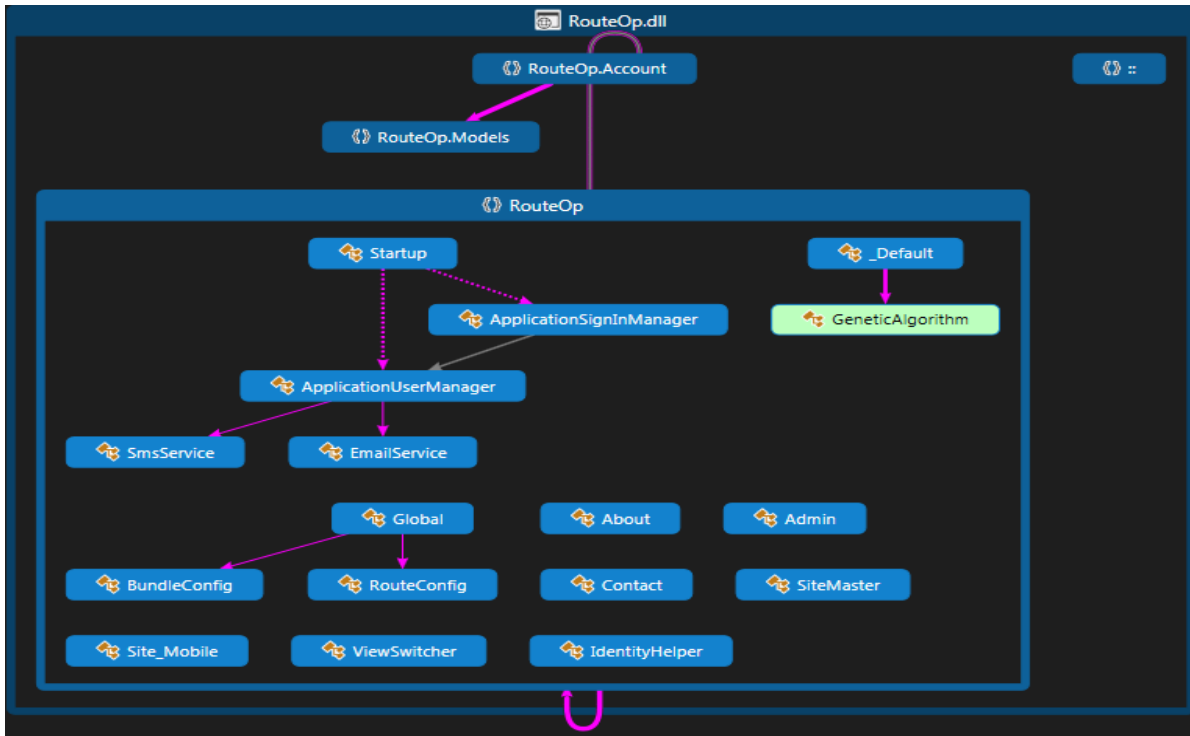 RouteOp.dll
RouteOp.Account
::
RouteOp.Models
RouteOp
Startup
_Default
ApplicationSignInManager
GeneticAlgorithm
ApplicationUserManager
SmsService
EmailService
Global
About
Admin
BundleConfig
RouteConfig
Contact
SiteMaster
Site_Mobile
ViewSwitcher
IdentityHelper